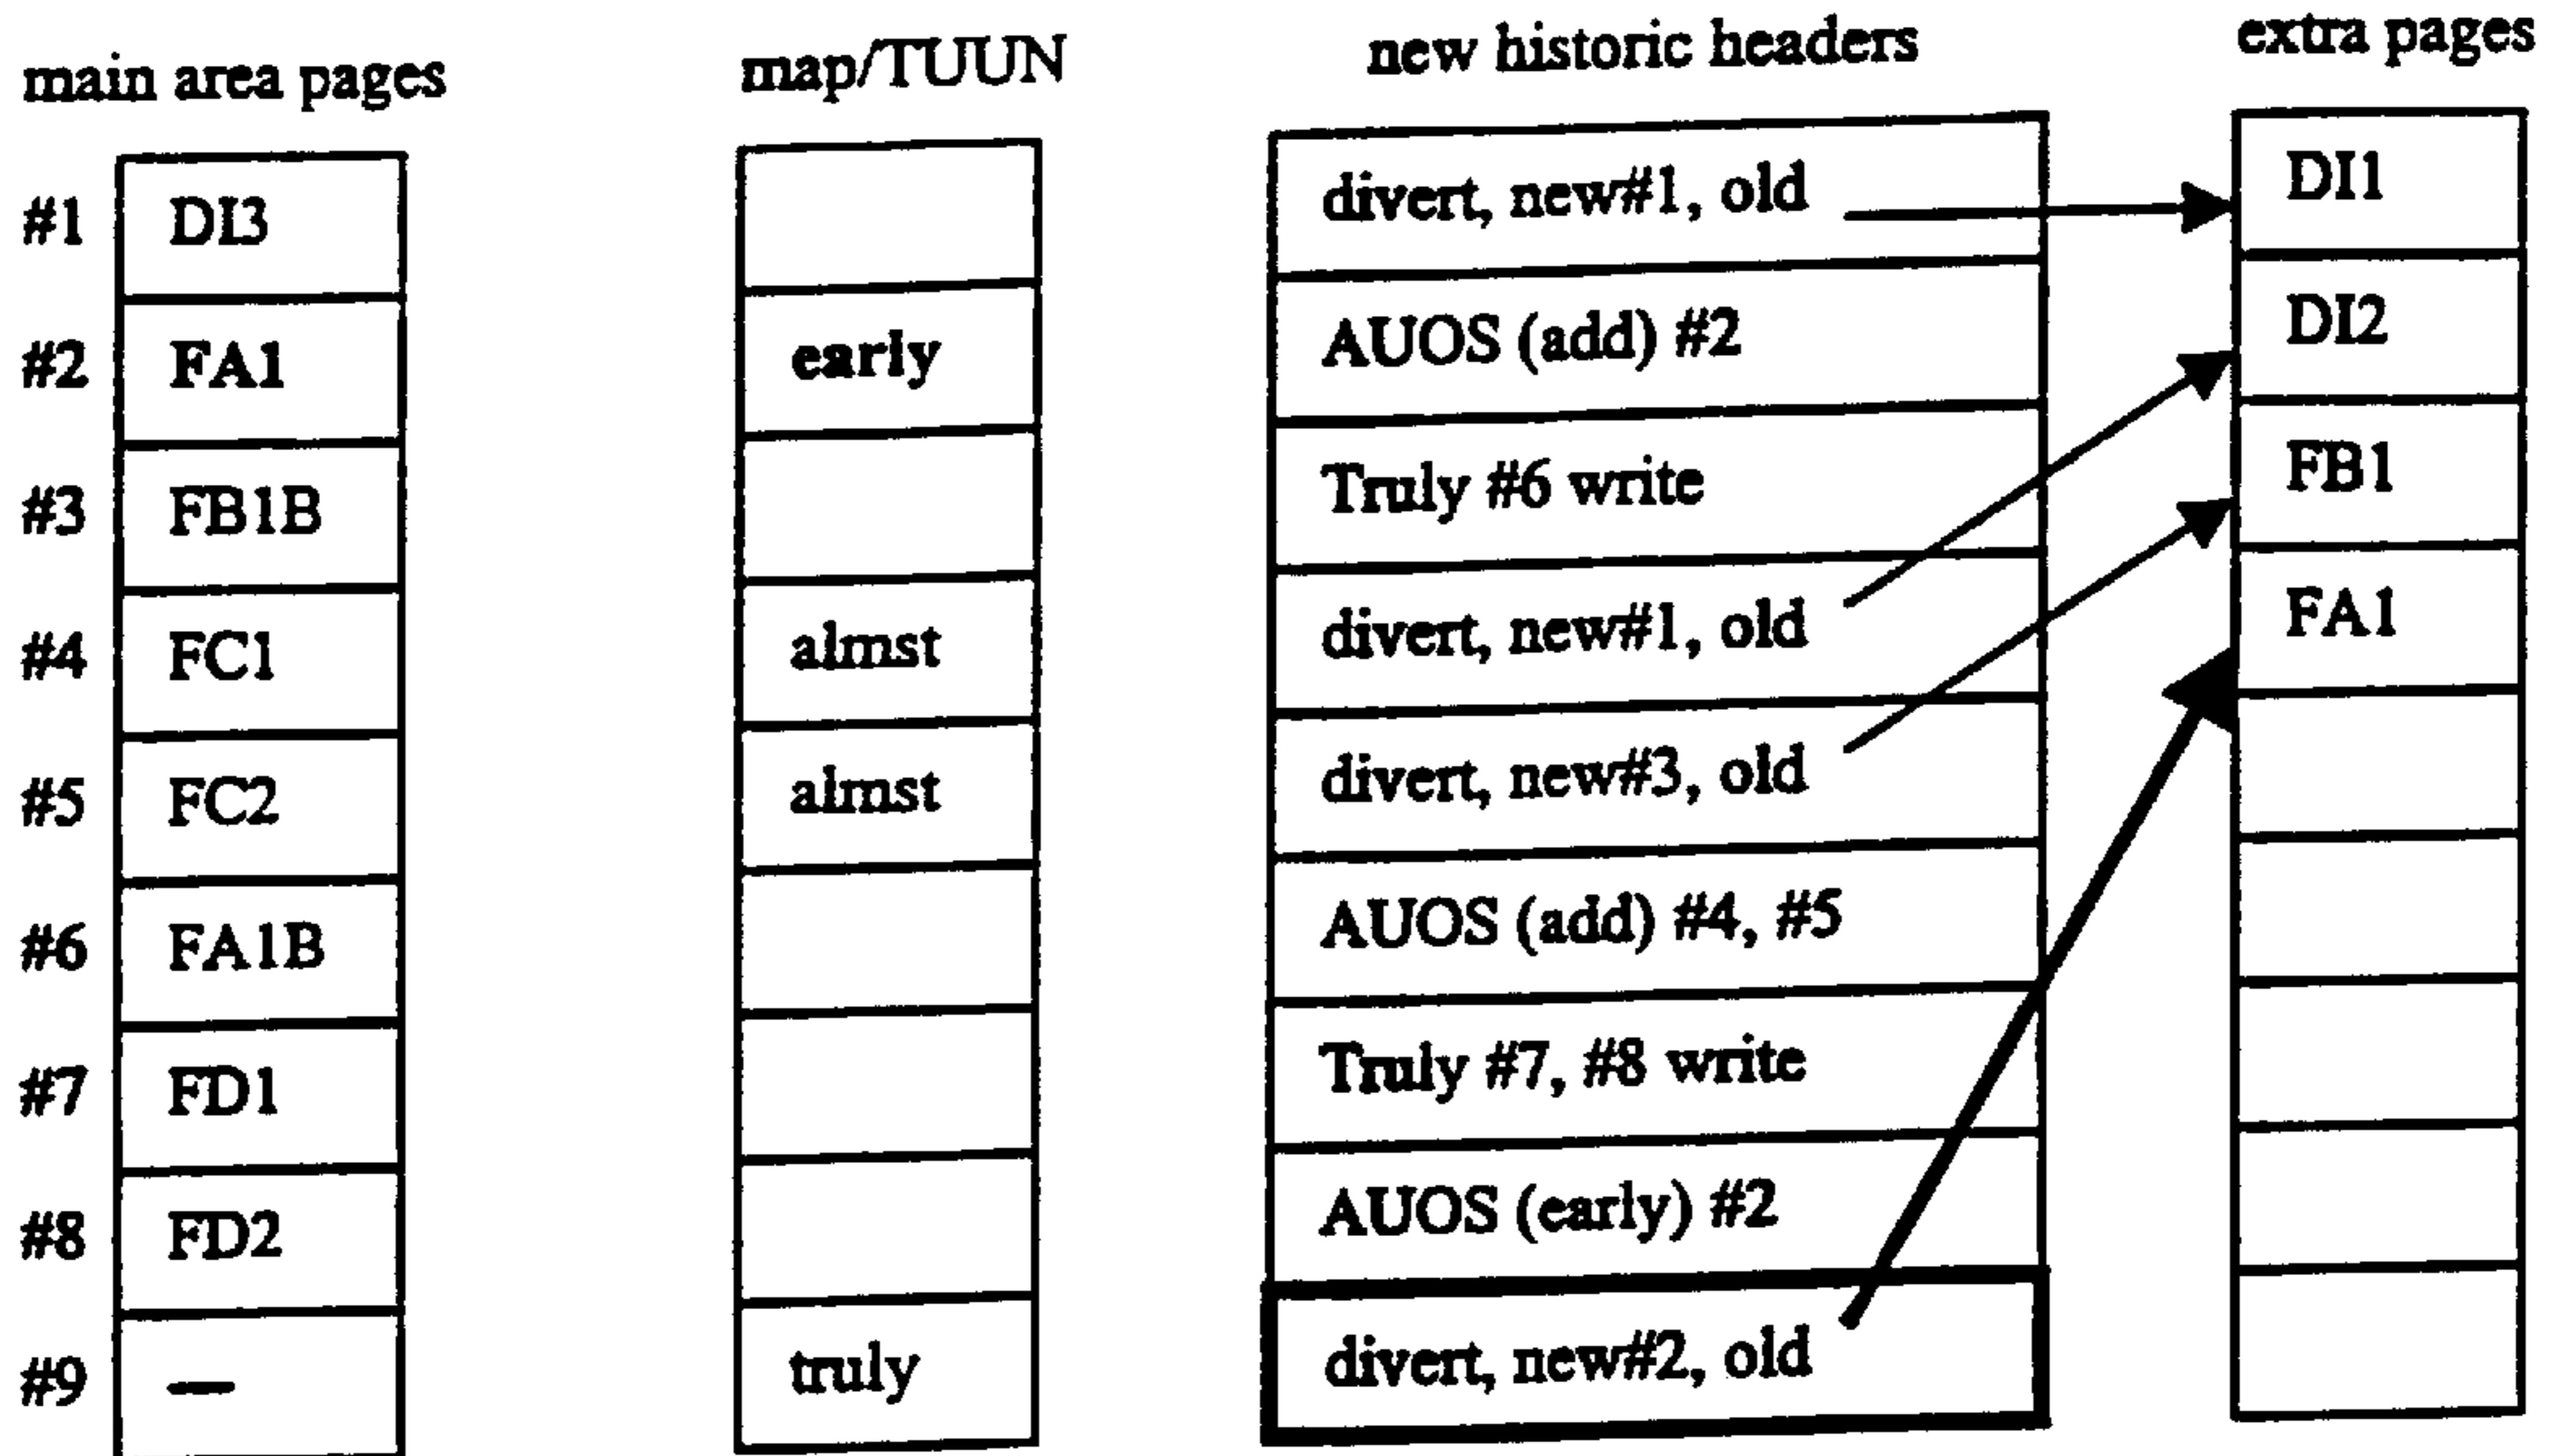 main area pages
#1 DI3
#2 FA1
#3 FB1B
#4 FC1
#5 FC2
#6 FA1B
#7 FD1
#8 FD2
#9 —
map/TUUN
early
almst
almst
truly
new historic headers
divert, new#1, old
AUOS (add) #2
Truly #6 write
divert, new#1, old
divert, new#3, old
AUOS (add) #4, #5
Truly #7, #8 write
AUOS (early) #2
divert, new#2, old
extra pages
DI1
DI2
FB1
FA1